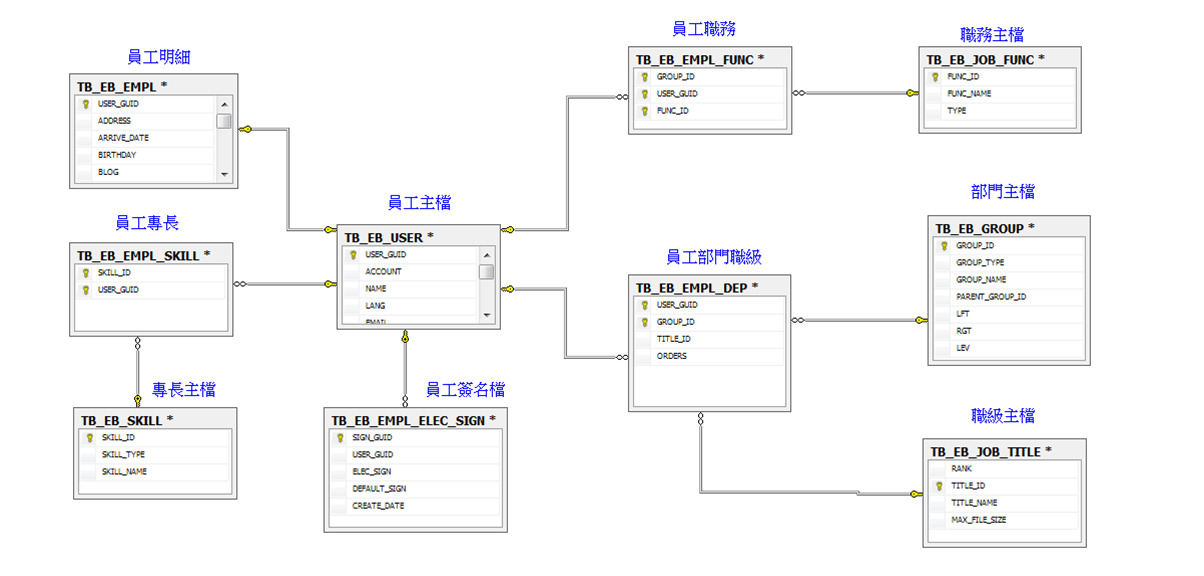 員工明細
TB_EB_EMPL *
USER_GUID
ADDRESS
ARRIVE_DATE
BIRTHDAY
BLOG
員工專長
TB_EB_EMPL_SKILL *
SKILL_ID
USER_GUID
專長主檔
TB_EB_SKILL *
SKILL_ID
SKILL_TYPE
SKILL_NAME
員工主檔
TB_EB_USER *
USER_GUID
ACCOUNT
NAME
LANG
EMAIL
員工簽名檔
TB_EB_EMPL_ELEC_SIGN *
SIGN_GUID
USER_GUID
ELEC_SIGN
DEFAULT_SIGN
CREATE_DATE
員工職務
TB_EB_EMPL_FUNC *
GROUP_ID
USER_GUID
FUNC_ID
職務主檔
TB_EB_JOB_FUNC *
FUNC_ID
FUNC_NAME
TYPE
員工部門職級
TB_EB_EMPL_DEP *
USER_GUID
GROUP_ID
TITLE_ID
ORDERS
部門主檔
TB_EB_GROUP *
GROUP_ID
GROUP_TYPE
GROUP_NAME
PARENT_GROUP_ID
LFT
RGT
LEV
職級主檔
TB_EB_JOB_TITLE *
RANK
TITLE_ID
TITLE_NAME
MAX_FILE_SIZE